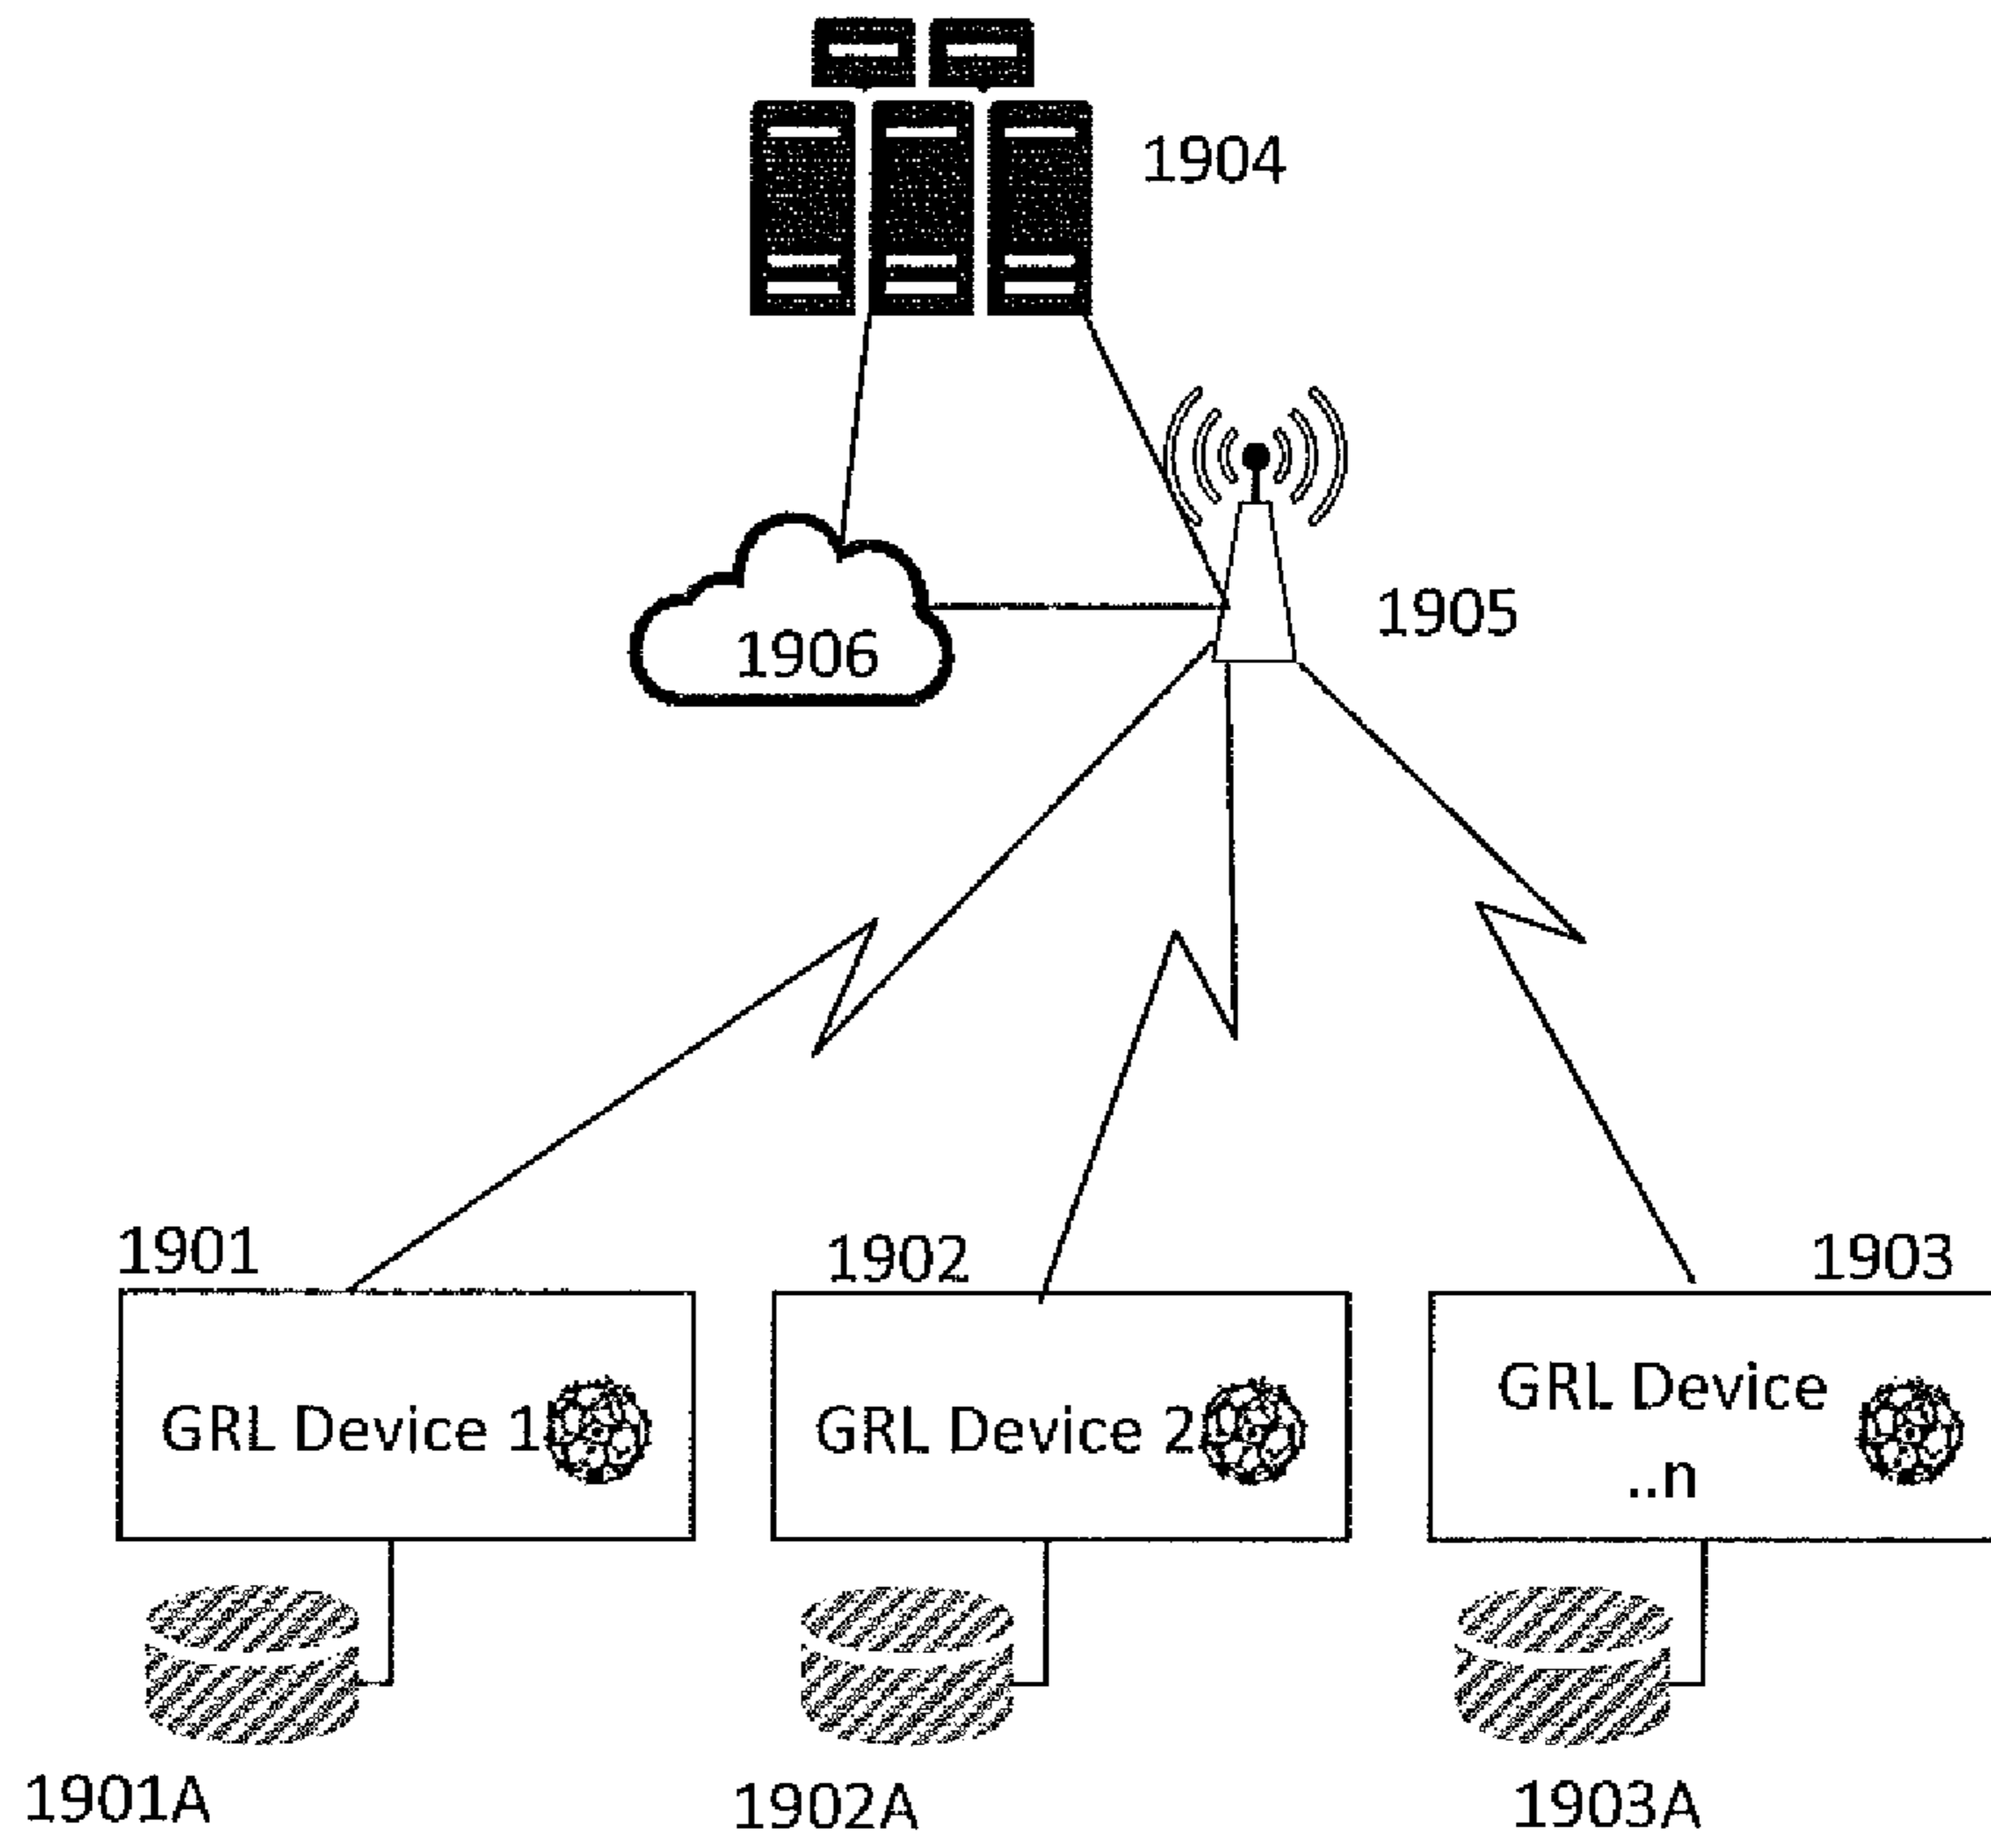 1904
1905
1906
1901
1902
1903
GRL Device 1
GRL Device 2
GRL Device
..n
1901A
1902A
1903A